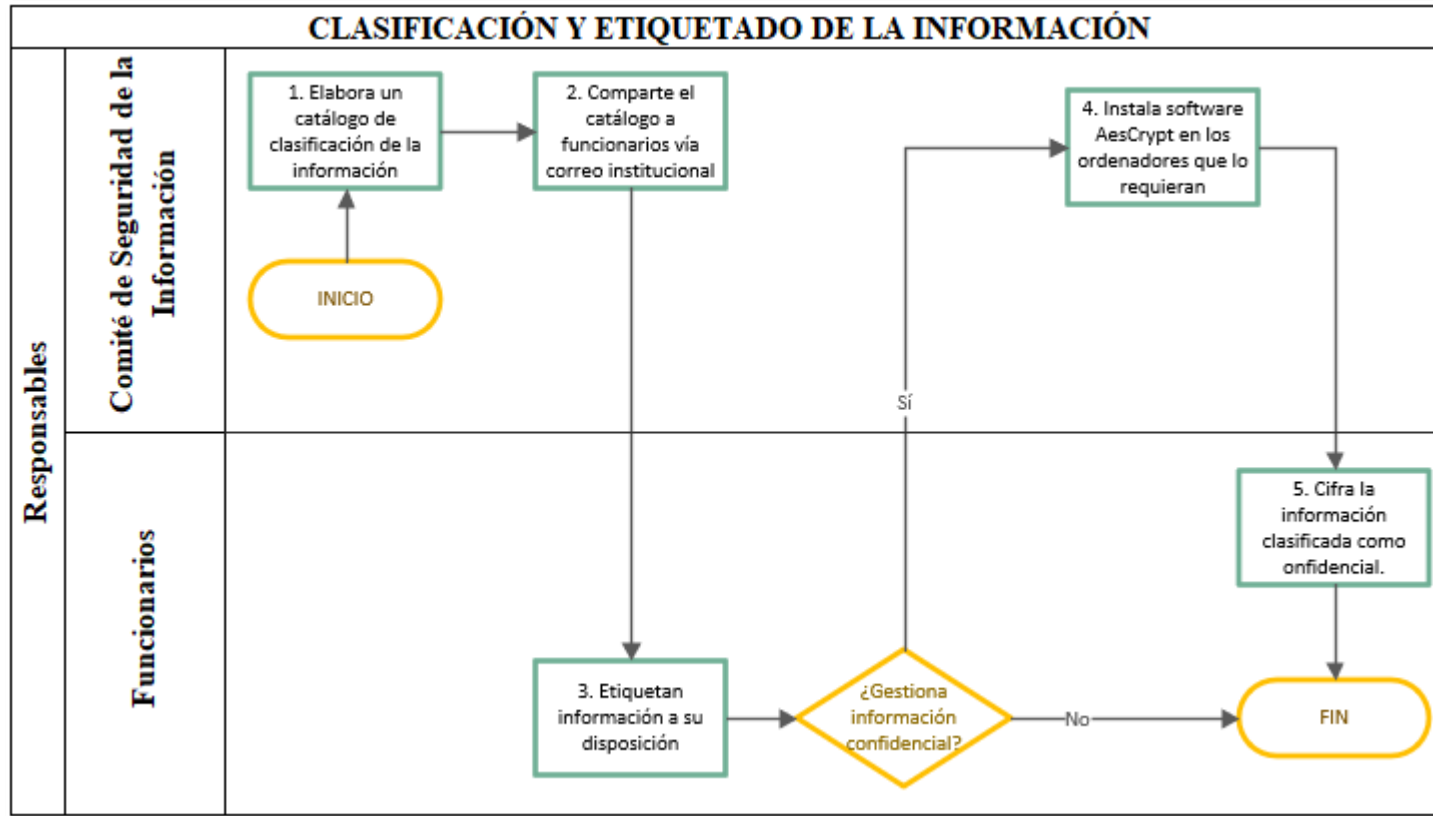 CLASIFICACIÓN Y ETIQUETADO DE LA INFORMACIÓN
Responsables
Comité de Seguridad de la
Información
1. Elabora un
catálogo de
clasificación de la
información
2. Comparte el
catálogo a
funcionarios vía
correo institucional
4. Instala software
AesCrypt en los
ordenadores que lo
requieran
INICIO
Sí
Funcionarios
5. Cifra la
información
clasificada como
onfidencial.
3. Etiquetan
información a su
disposición
¿Gestiona
información
confidencial?
No
FIN